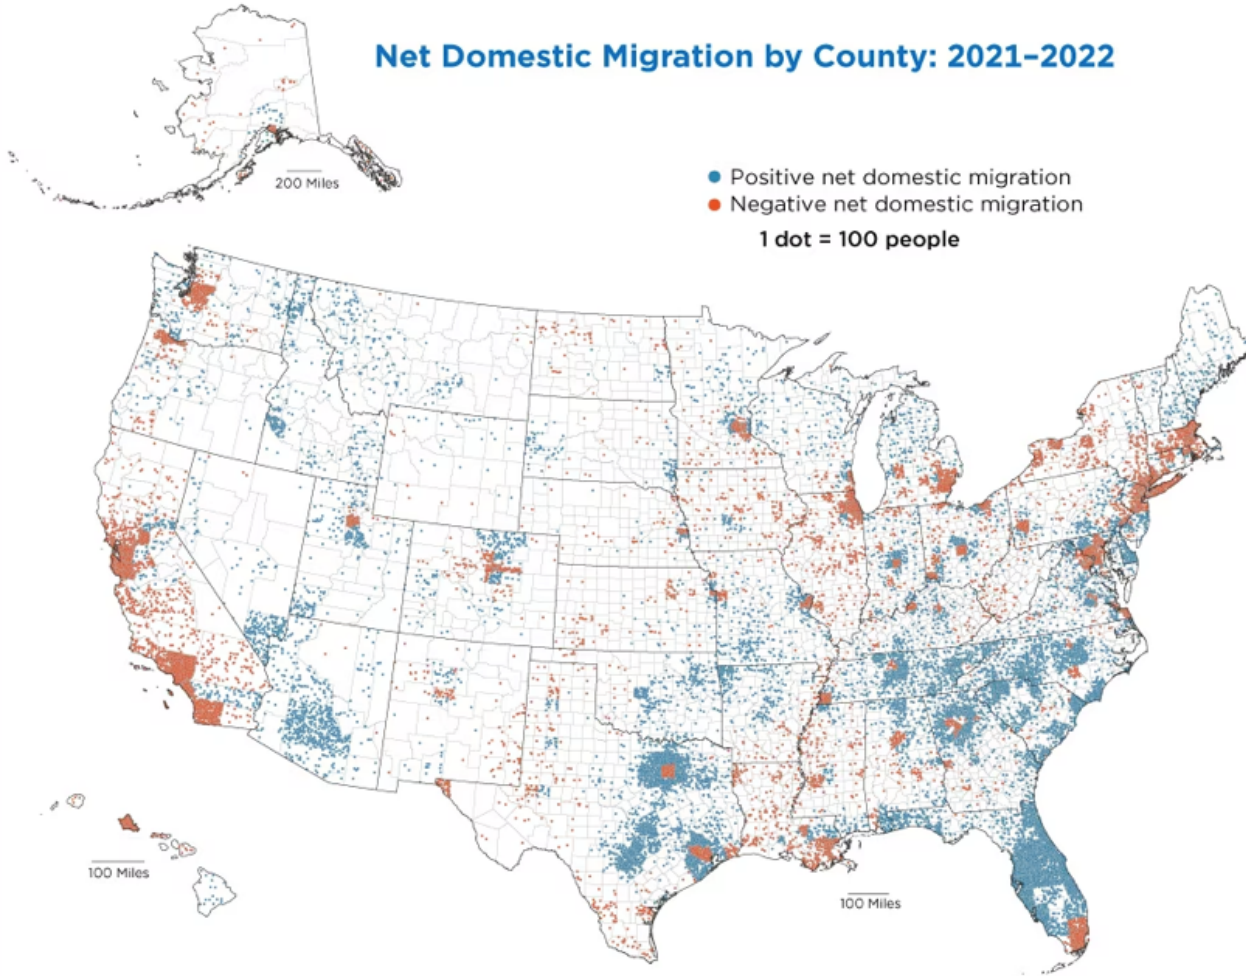 Net Domestic Migration by County: 2021–2022
200 Miles
Positive net domestic migration
Negative net domestic migration
1 dot = 100 people
100 Miles
100 Miles